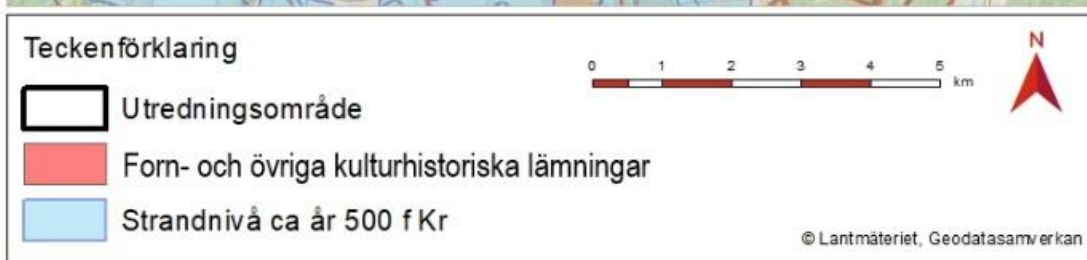 Teckenförklaring
Utredningsområde
Forn- och övriga kulturhistoriska lämningar
Strandnivå ca år 500 f Kr
0 1 2 3 4 5 km
N
© Lantmäteriet, Geodatasamverkan